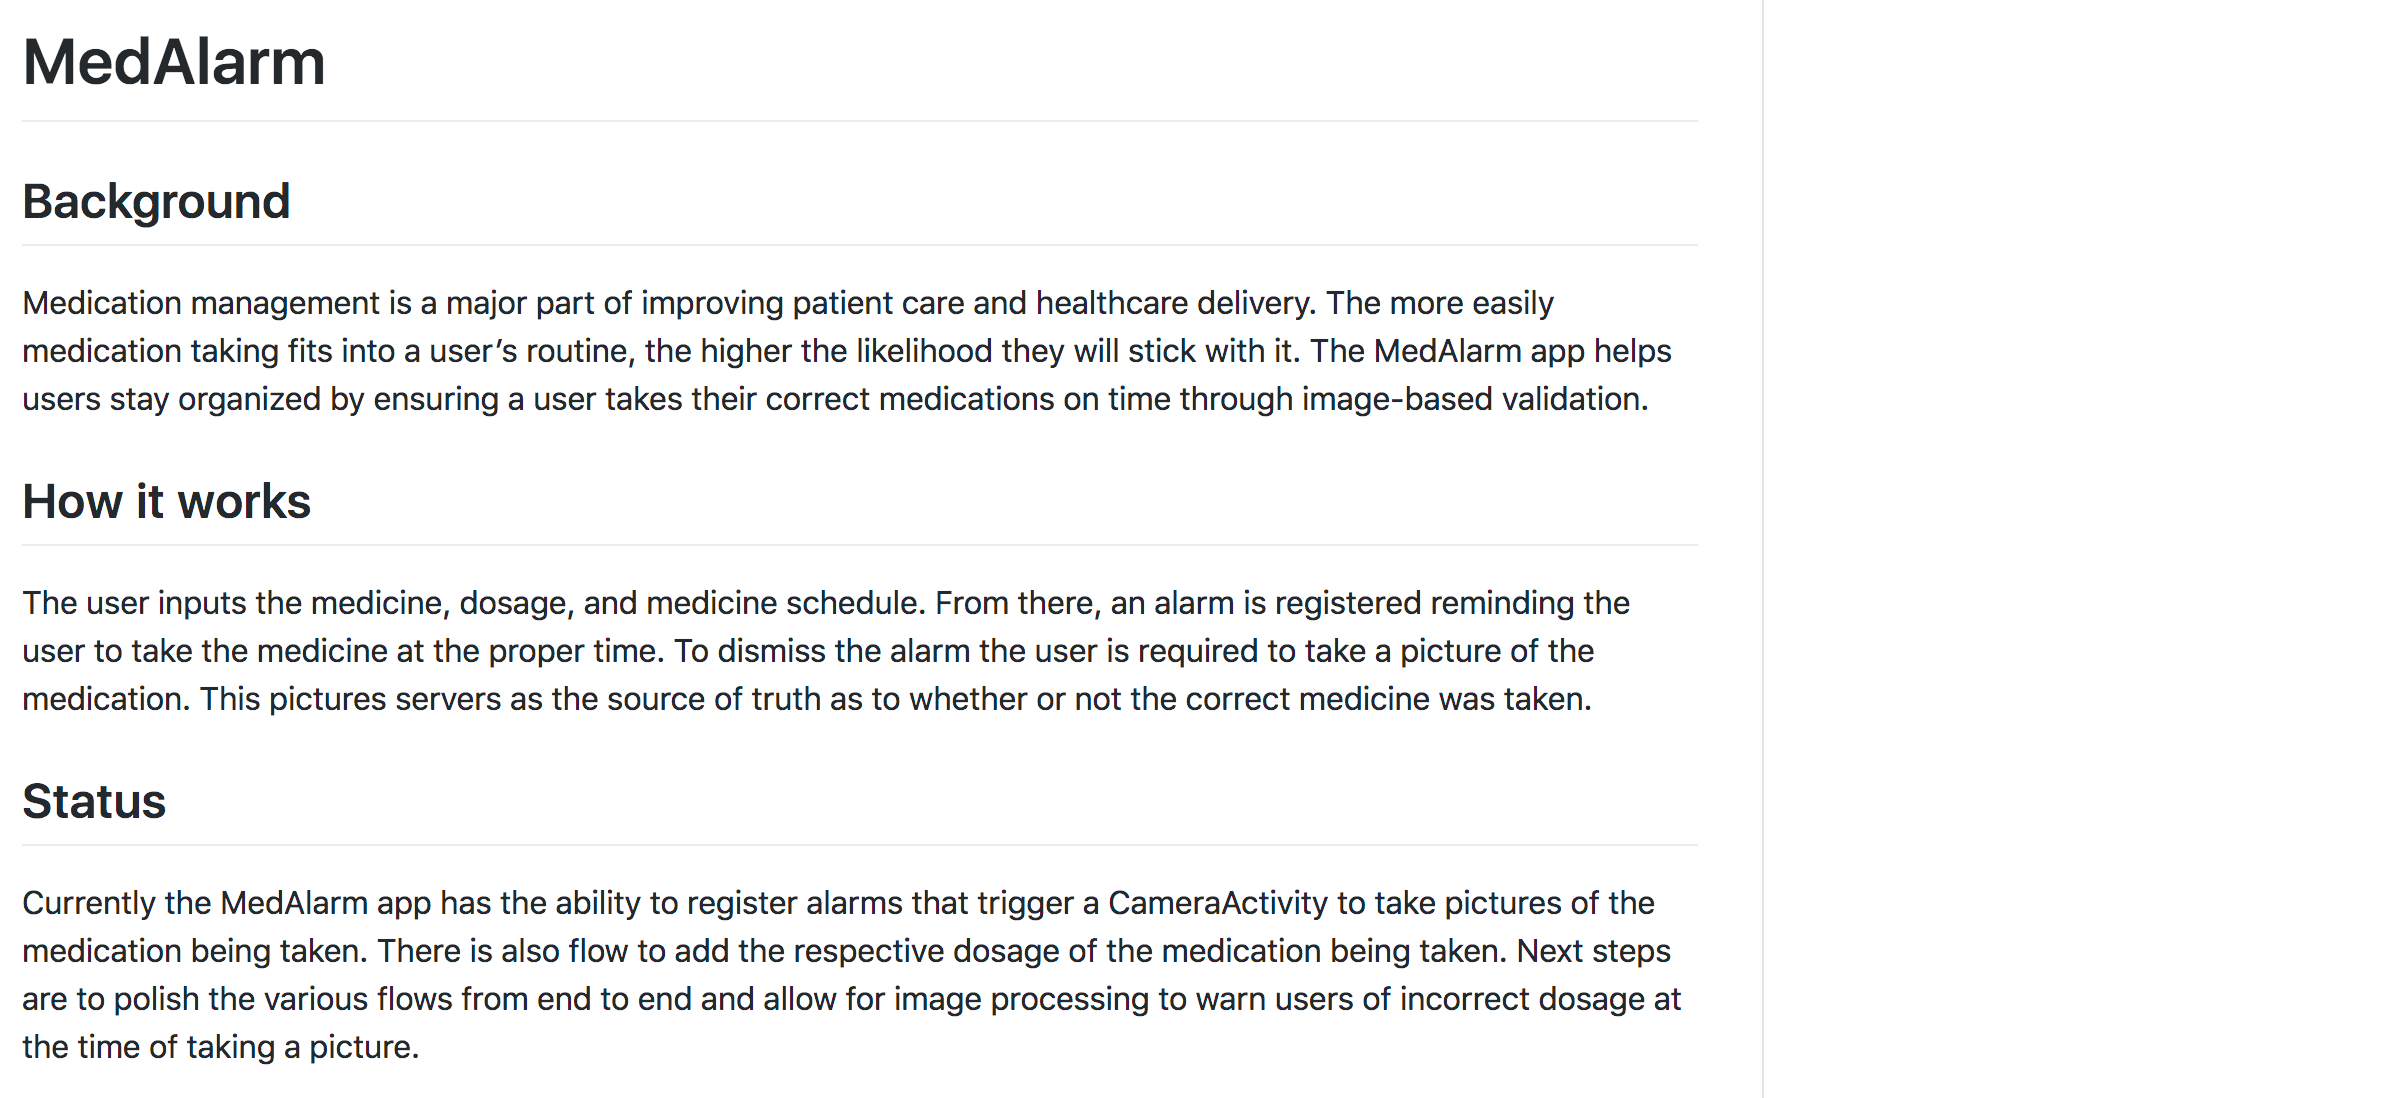 MedAlarm
Background
Medication management is a major part of improving patient care and healthcare delivery. The more easily
medication taking fits into a user’s routine, the higher the likelihood they will stick with it. The MedAlarm app helps
users stay organized by ensuring a user takes their correct medications on time through image-based validation.
How it works
The user inputs the medicine, dosage, and medicine schedule. From there, an alarm is registered reminding the
user to take the medicine at the proper time. To dismiss the alarm the user is required to take a picture of the
medication. This pictures servers as the source of truth as to whether or not the correct medicine was taken.
Status
Currently the MedAlarm app has the ability to register alarms that trigger a CameraActivity to take pictures of the
medication being taken. There is also flow to add the respective dosage of the medication being taken. Next steps
are to polish the various flows from end to end and allow for image processing to warn users of incorrect dosage at
the time of taking a picture.